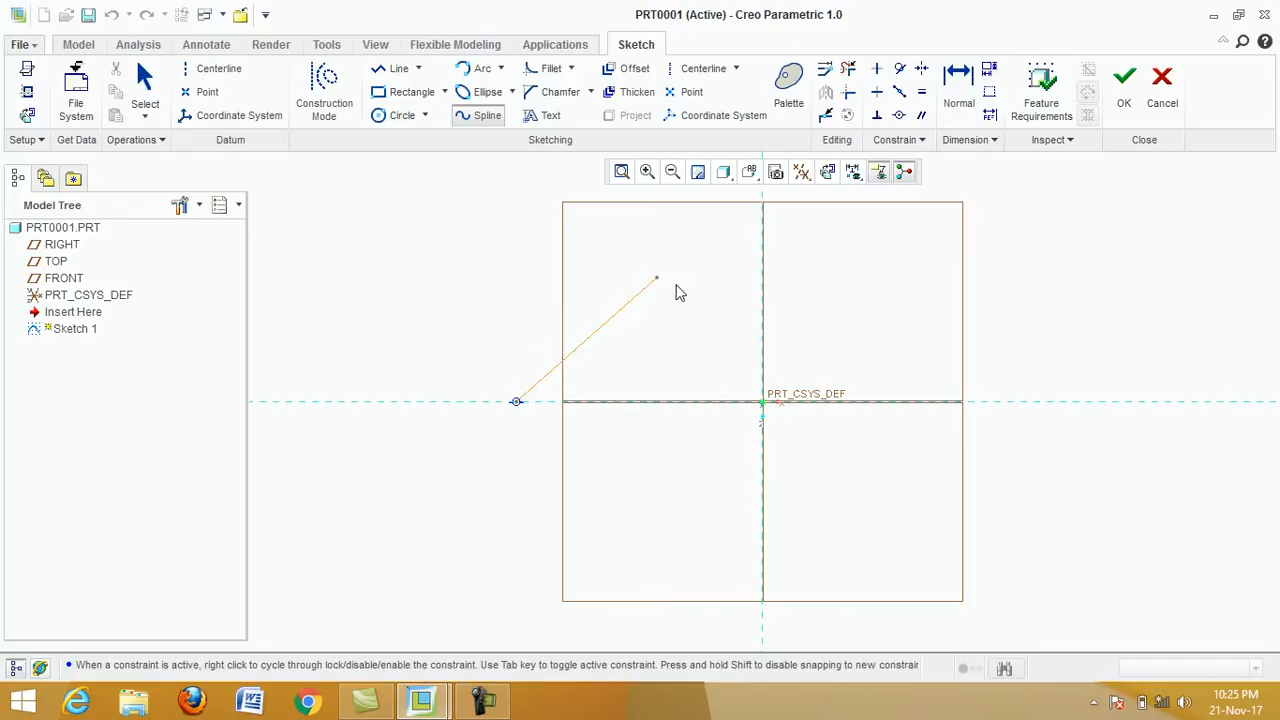 PRT0001 (Active) - Creo Parametric 1.0
File Model Analysis Annotate Render Tools View Flexible Modeling Applications Sketch
File System
Select
Centerline
Point
Coordinate System
Construction Mode
Line
Rectangle
Circle
Arc
Ellipse
Spline
Fillet
Chamfer
Text
Offset
Thicken
Project
Centerline
Point
Coordinate System
Palette
Normal
Feature Requirements
OK
Cancel
Setup Get Data Operations Datum Sketching Editing Constrain Dimension Inspect Close
Model Tree
PRT0001.PRT
RIGHT
TOP
FRONT
PRT_CSYS_DEF
Insert Here
Sketch 1
PRT_CSYS_DEF
When a constraint is active, right click to cycle through lock/disable/enable the constraint. Use Tab key to toggle active constraint. Press and hold Shift to disable snapping to new constrair
10:25 PM
21-Nov-17